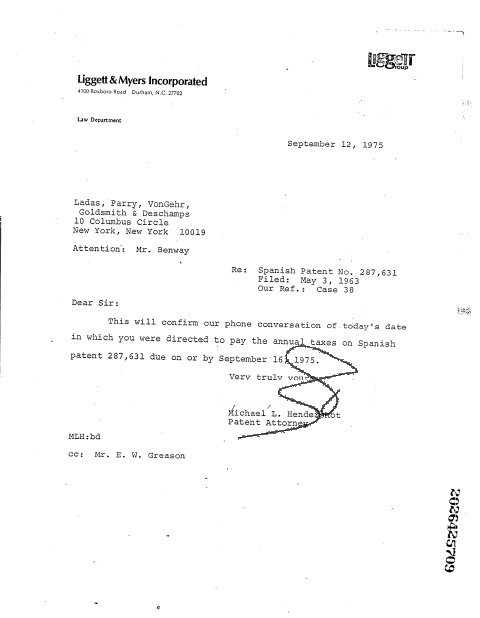 Liggett
Group
Liggett & Myers Incorporated
4100 Roxboro Road Durham, N.C. 27702
Law Department
September 12, 1975
Ladas, Parry, VonGehr,
Goldsmith & Deschamps
10 Columbus Circle
New York, New York 10019
Attention: Mr. Benway
Re: Spanish Patent No. 287,631
Filed: May 3, 1963
Our Ref.: Case 38
Dear Sir:
This will confirm our phone conversation of today's date
in which you were directed to pay the annual taxes on Spanish
patent 287,631 due on or by September 16, 1975.
Very truly yours
Michael L. Hendershot
Patent Attorney
MLH:bd
cc: Mr. E. W. Greason
2026425709